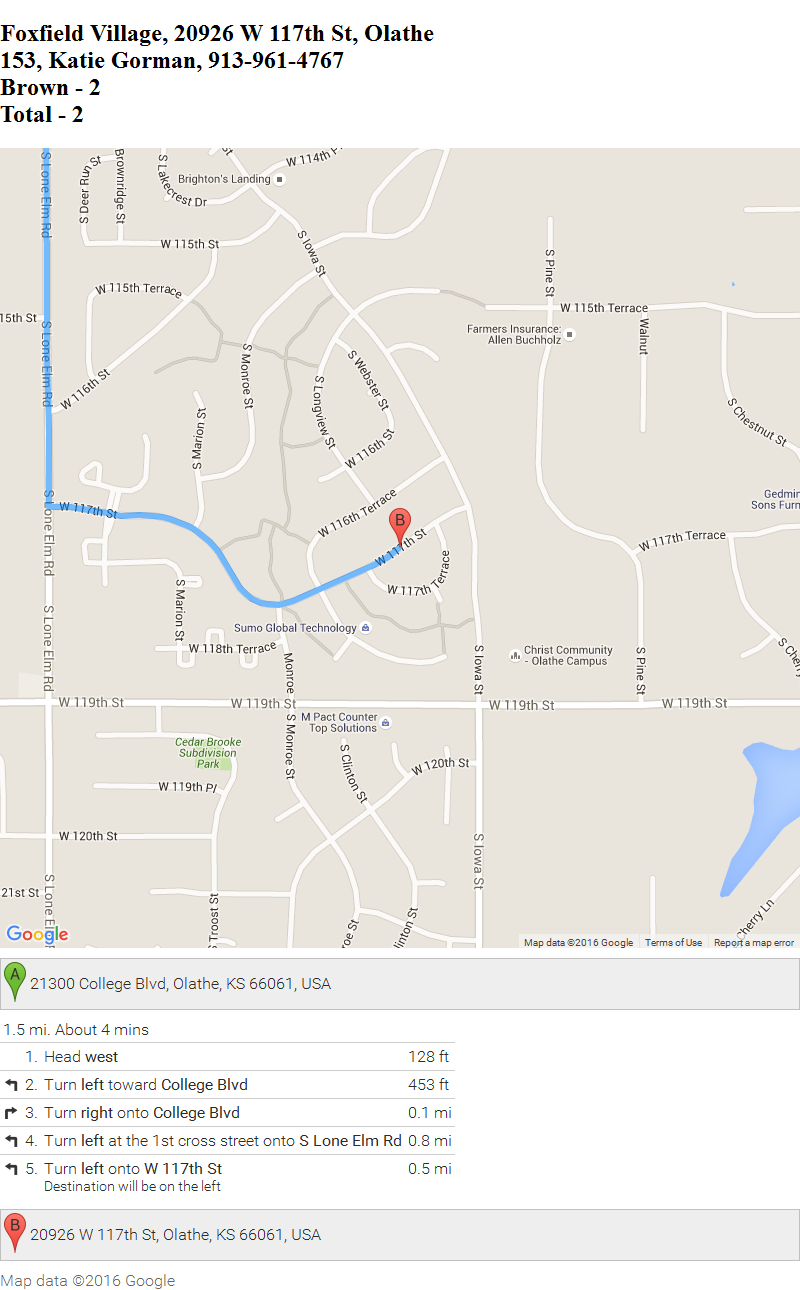 Foxfield Village, 20926 W 117th St, Olathe
153, Katie Gorman, 913-961-4767
Brown - 2
Total - 2
S Lone Elm Rd
S Deer Run St
Brownridge St
S Lakecrest Dr
Brighton's Landing
W 114th
W 115th St
S Iowa St
S Pine St
W 115th Terrace
15th St
W 115th Terrace
Farmers Insurance:
Allen Buchholz
Walnut
S Lone Elm Rd
W 116th St
S Monroe St
S Longview St
S Webster St
S Marion St
W 116th St
S Chestnut St
Gedmin
Sons Furn
S Lone Elm Rd
W 117th St
W 116th Terrace
B
W 117th St
W 117th Terrace
W 117th Terrace
S Marion St
Sumo Global Technology
S Lone Elm Rd
W 118th Terrace
Monroe
S Iowa St
Christ Community
- Olathe Campus
S Pine St
S Cherry
W 119th St
W 119th St
W 119th St
W 119th St
M Pact Counter
Top Solutions
S Monroe St
Cedar Brooke
Subdivision
Park
S Clinton St
W 120th St
W 119th Pl
W 120th St
S Iowa St
21st St
S Lone El
S Troost St
roe St
linton St
Cherry Ln
Google
Map data ©2016 Google Terms of Use Report a map error
A 21300 College Blvd, Olathe, KS 66061, USA
1.5 mi. About 4 mins
1. Head west 128 ft
2. Turn left toward College Blvd 453 ft
3. Turn right onto College Blvd 0.1 mi
4. Turn left at the 1st cross street onto S Lone Elm Rd 0.8 mi
5. Turn left onto W 117th St 0.5 mi
Destination will be on the left
B 20926 W 117th St, Olathe, KS 66061, USA
Map data ©2016 Google